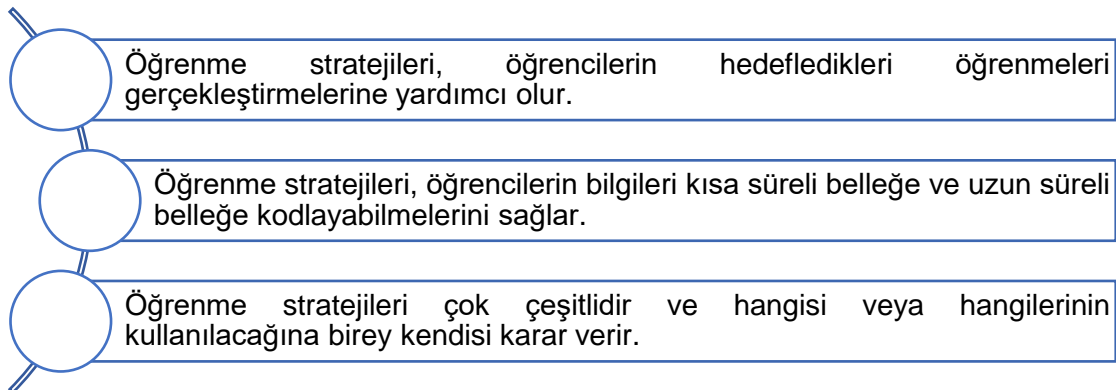 Öğrenme stratejileri, öğrencilerin hedefledikleri öğrenmeleri
gerçekleştirmelerine yardımcı olur.
Öğrenme stratejileri, öğrencilerin bilgileri kısa süreli belleğe ve uzun süreli
belleğe kodlayabilmelerini sağlar.
Öğrenme stratejileri çok çeşitlidir ve hangisi veya hangilerinin
kullanılacağına birey kendisi karar verir.